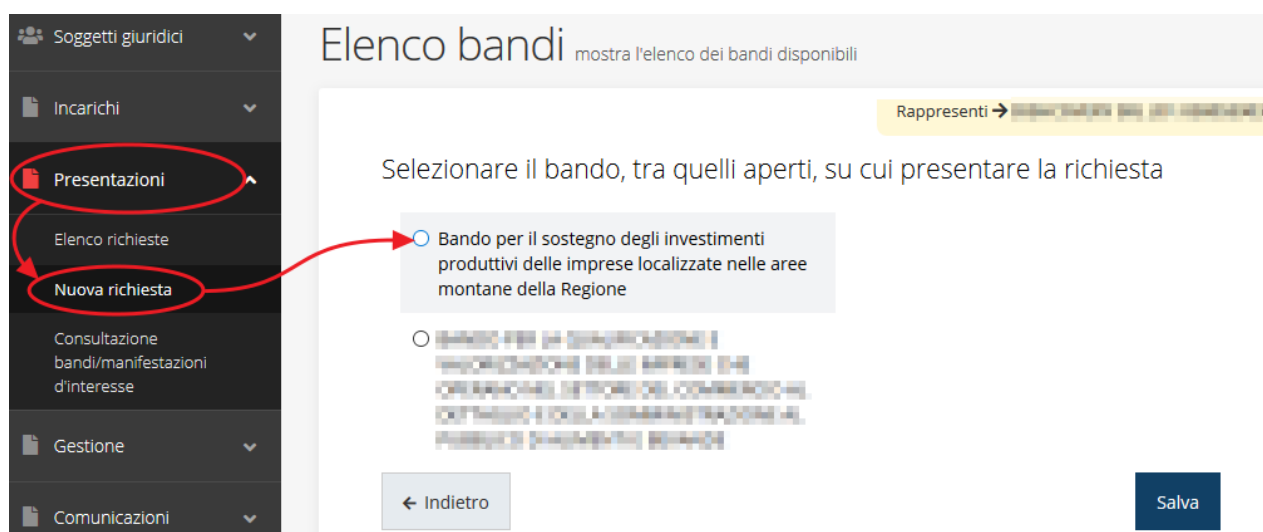 Soggetti giuridici
Incarichi
Presentazioni
Elenco richieste
Nuova richiesta
Consultazione
bandi/manifestazioni
d'interesse
Gestione
Comunicazioni
Elenco bandi mostra l'elenco dei bandi disponibili
Rappresenti
Selezionare il bando, tra quelli aperti, su cui presentare la richiesta
Bando per il sostegno degli investimenti
produttivi delle imprese localizzate nelle aree
montane della Regione
Indietro
Salva